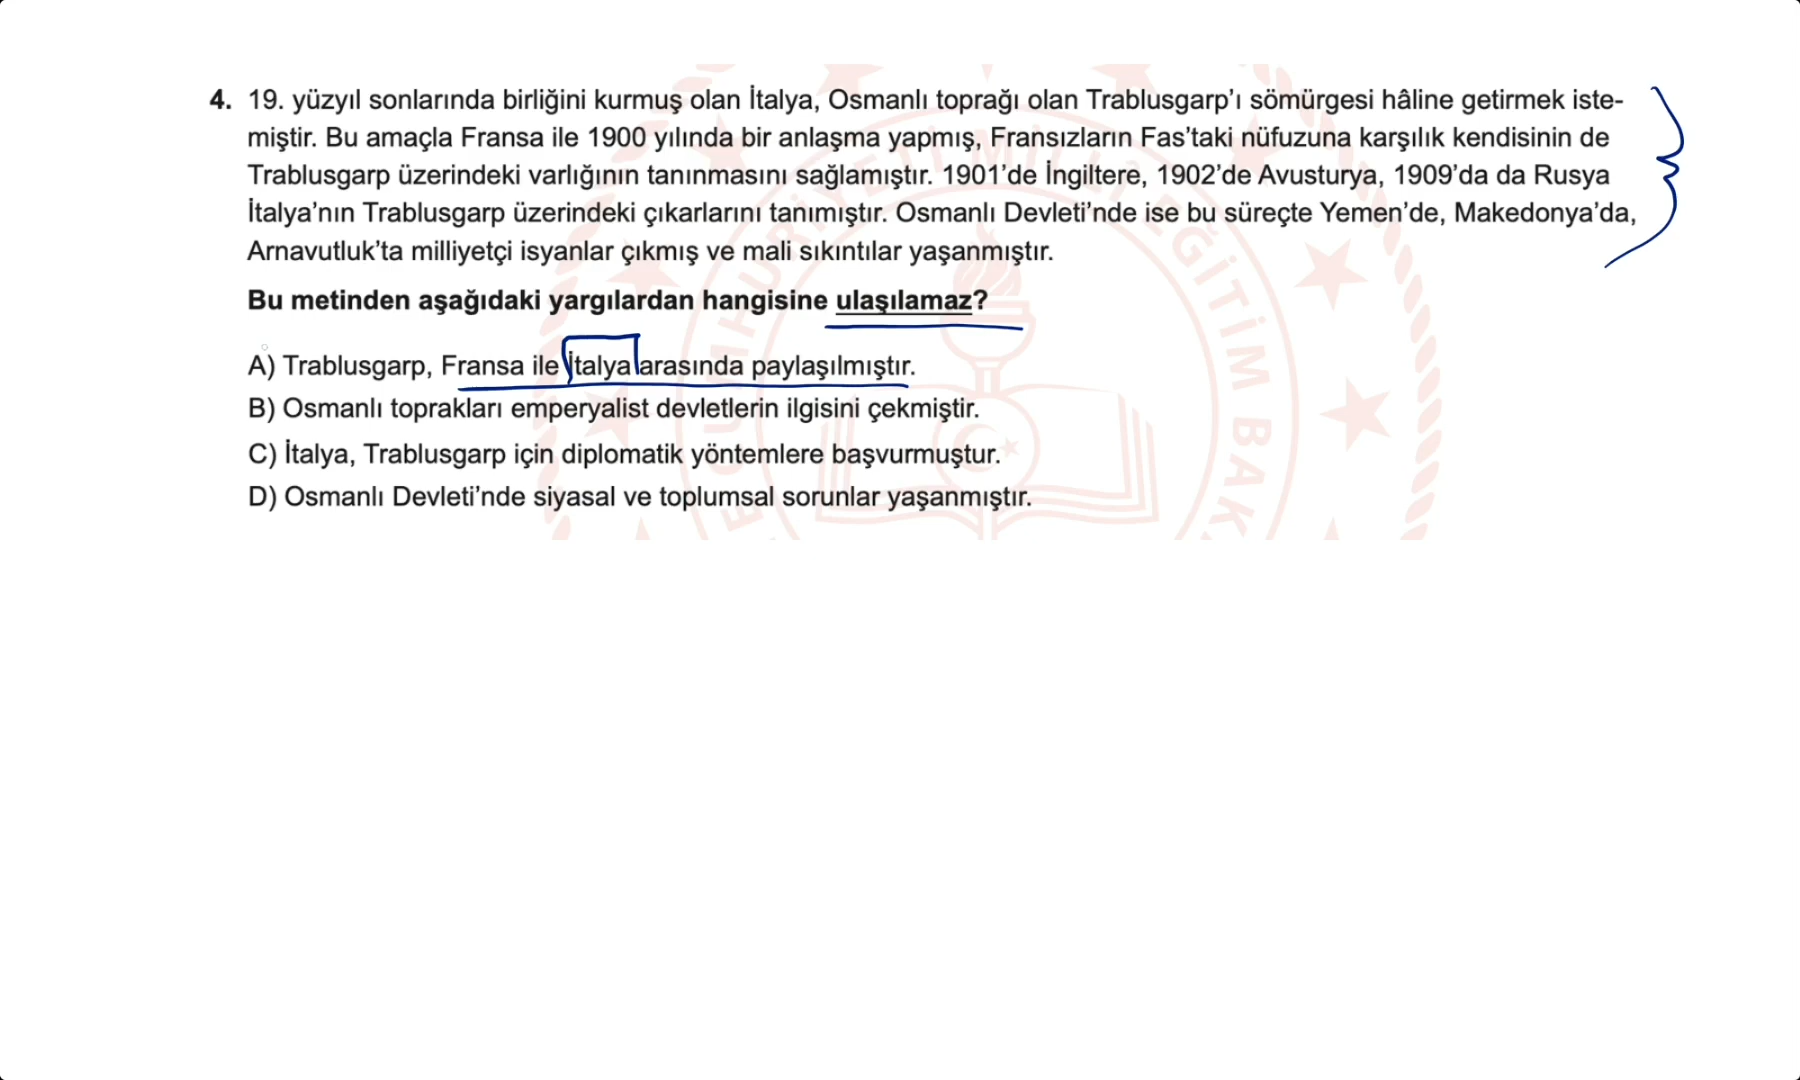 4. 19. yüzyıl sonlarında birliğini kurmuş olan İtalya, Osmanlı toprağı olan Trablusgarp’ı sömürgesi hâline getirmek iste-
miştir. Bu amaçla Fransa ile 1900 yılında bir anlaşma yapmış, Fransızların Fas’taki nüfuzuna karşılık kendisinin de
Trablusgarp üzerindeki varlığının tanınmasını sağlamıştır. 1901’de İngiltere, 1902’de Avusturya, 1909’da da Rusya
İtalya’nın Trablusgarp üzerindeki çıkarlarını tanımıştır. Osmanlı Devleti’nde ise bu süreçte Yemen’de, Makedonya’da,
Arnavutluk’ta milliyetçi isyanlar çıkmış ve mali sıkıntılar yaşanmıştır.
Bu metinden aşağıdaki yargılardan hangisine ulaşılamaz?
A) Trablusgarp, Fransa ile İtalya arasında paylaşılmıştır.
B) Osmanlı toprakları emperyalist devletlerin ilgisini çekmiştir.
C) İtalya, Trablusgarp için diplomatik yöntemlere başvurmuştur.
D) Osmanlı Devleti’nde siyasal ve toplumsal sorunlar yaşanmıştır.